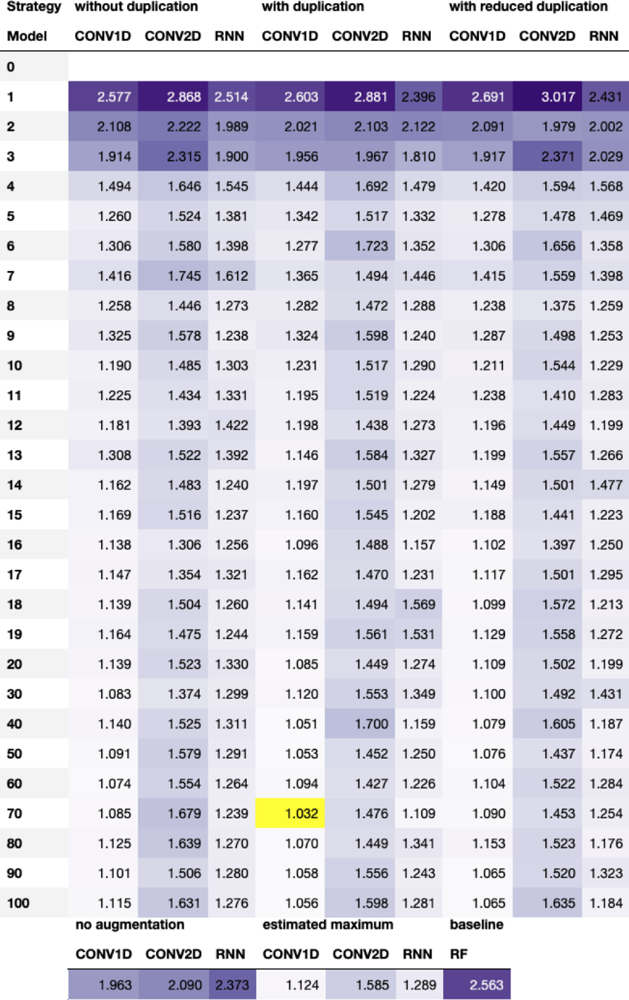 Strategy without duplication with duplication with reduced duplication
Model CONV1D CONV2D RNN CONV1D CONV2D RNN CONV1D CONV2D RNN
0
1 2.577 2.868 2.514 2.603 2.881 2.396 2.691 3.017 2.431
2 2.108 2.222 1.989 2.021 2.103 2.122 2.091 1.979 2.002
3 1.914 2.315 1.900 1.956 1.967 1.810 1.917 2.371 2.029
4 1.494 1.646 1.545 1.444 1.692 1.479 1.420 1.594 1.568
5 1.260 1.524 1.381 1.342 1.517 1.332 1.278 1.478 1.469
6 1.306 1.580 1.398 1.277 1.723 1.352 1.306 1.656 1.358
7 1.416 1.745 1.612 1.365 1.494 1.446 1.415 1.559 1.398
8 1.258 1.446 1.273 1.282 1.472 1.288 1.238 1.375 1.259
9 1.325 1.578 1.238 1.324 1.598 1.240 1.287 1.498 1.253
10 1.190 1.485 1.303 1.231 1.517 1.290 1.211 1.544 1.229
11 1.225 1.434 1.331 1.195 1.519 1.224 1.238 1.410 1.283
12 1.181 1.393 1.422 1.198 1.438 1.273 1.196 1.449 1.199
13 1.308 1.522 1.392 1.146 1.584 1.327 1.199 1.557 1.266
14 1.162 1.483 1.240 1.197 1.501 1.279 1.149 1.501 1.477
15 1.169 1.516 1.237 1.160 1.545 1.202 1.188 1.441 1.223
16 1.138 1.306 1.256 1.096 1.488 1.157 1.102 1.397 1.250
17 1.147 1.354 1.321 1.162 1.470 1.231 1.117 1.501 1.295
18 1.139 1.504 1.260 1.141 1.494 1.569 1.099 1.572 1.213
19 1.164 1.475 1.244 1.159 1.561 1.531 1.129 1.558 1.272
20 1.139 1.523 1.330 1.085 1.449 1.274 1.109 1.502 1.199
30 1.083 1.374 1.299 1.120 1.553 1.349 1.100 1.492 1.431
40 1.140 1.525 1.311 1.051 1.700 1.159 1.079 1.605 1.187
50 1.091 1.579 1.291 1.053 1.452 1.250 1.076 1.437 1.174
60 1.074 1.554 1.264 1.094 1.427 1.226 1.104 1.522 1.284
70 1.085 1.679 1.239 1.032 1.476 1.109 1.090 1.453 1.254
80 1.125 1.639 1.270 1.070 1.449 1.341 1.153 1.523 1.176
90 1.101 1.506 1.280 1.058 1.556 1.243 1.065 1.520 1.323
100 1.115 1.631 1.276 1.056 1.598 1.281 1.065 1.635 1.184
no augmentation estimated maximum baseline
CONV1D CONV2D RNN CONV1D CONV2D RNN RF
1.963 2.090 2.373 1.124 1.585 1.289 2.563